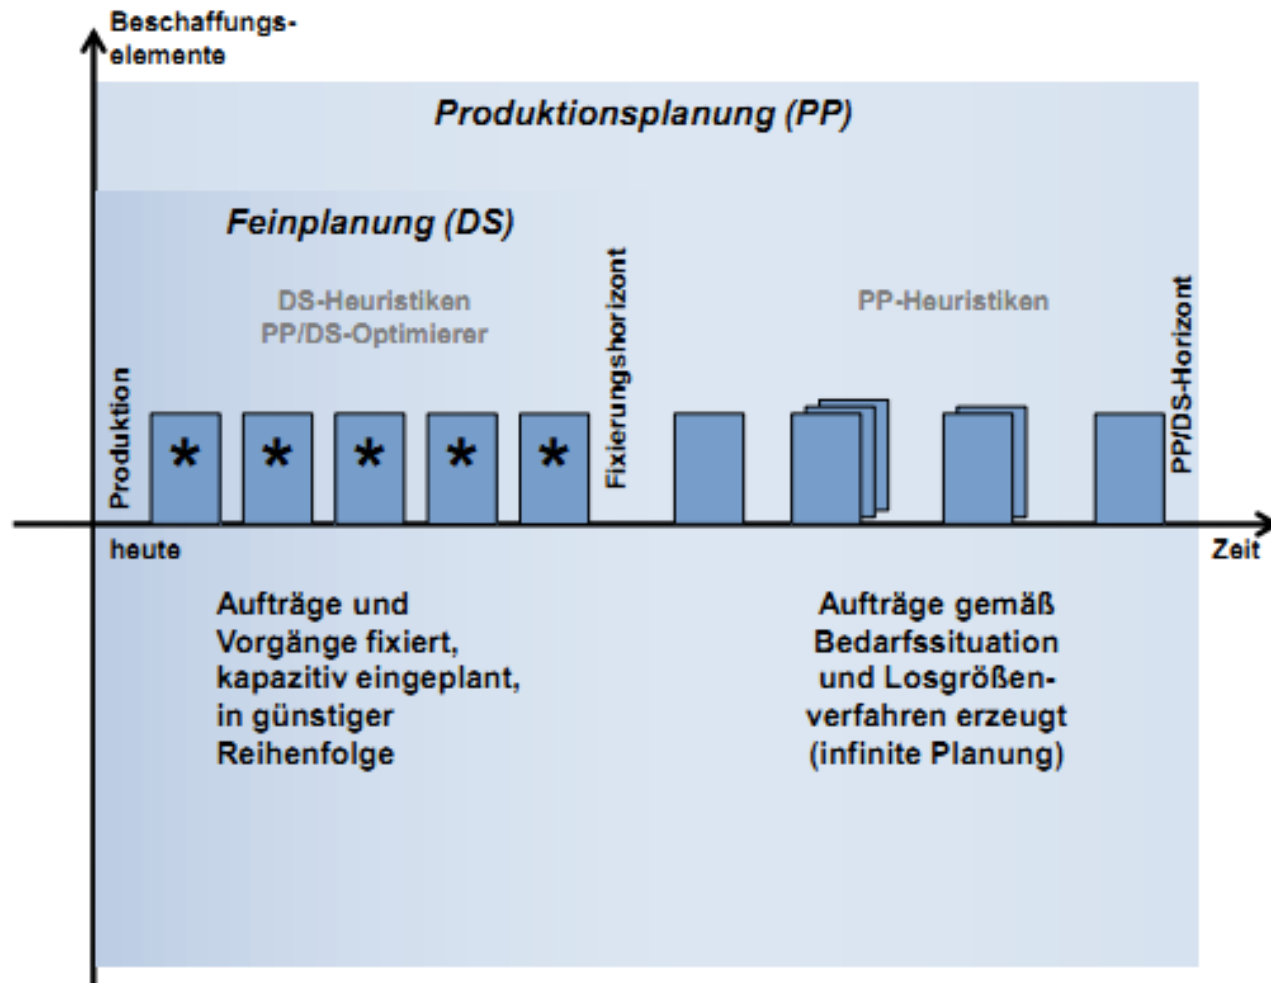 Beschaffungs-
elemente
Produktionsplanung (PP)
Feinplanung (DS)
DS-Heuristiken
PP/DS-Optimierer
PP-Heuristiken
Produktion
* * * * *
Fixierungshorizont
PP/DS-Horizont
heute
Zeit
Aufträge und
Vorgänge fixiert,
kapazitiv eingeplant,
in günstiger
Reihenfolge
Aufträge gemäß
Bedarfssituation
und Losgrößen-
verfahren erzeugt
(infinite Planung)